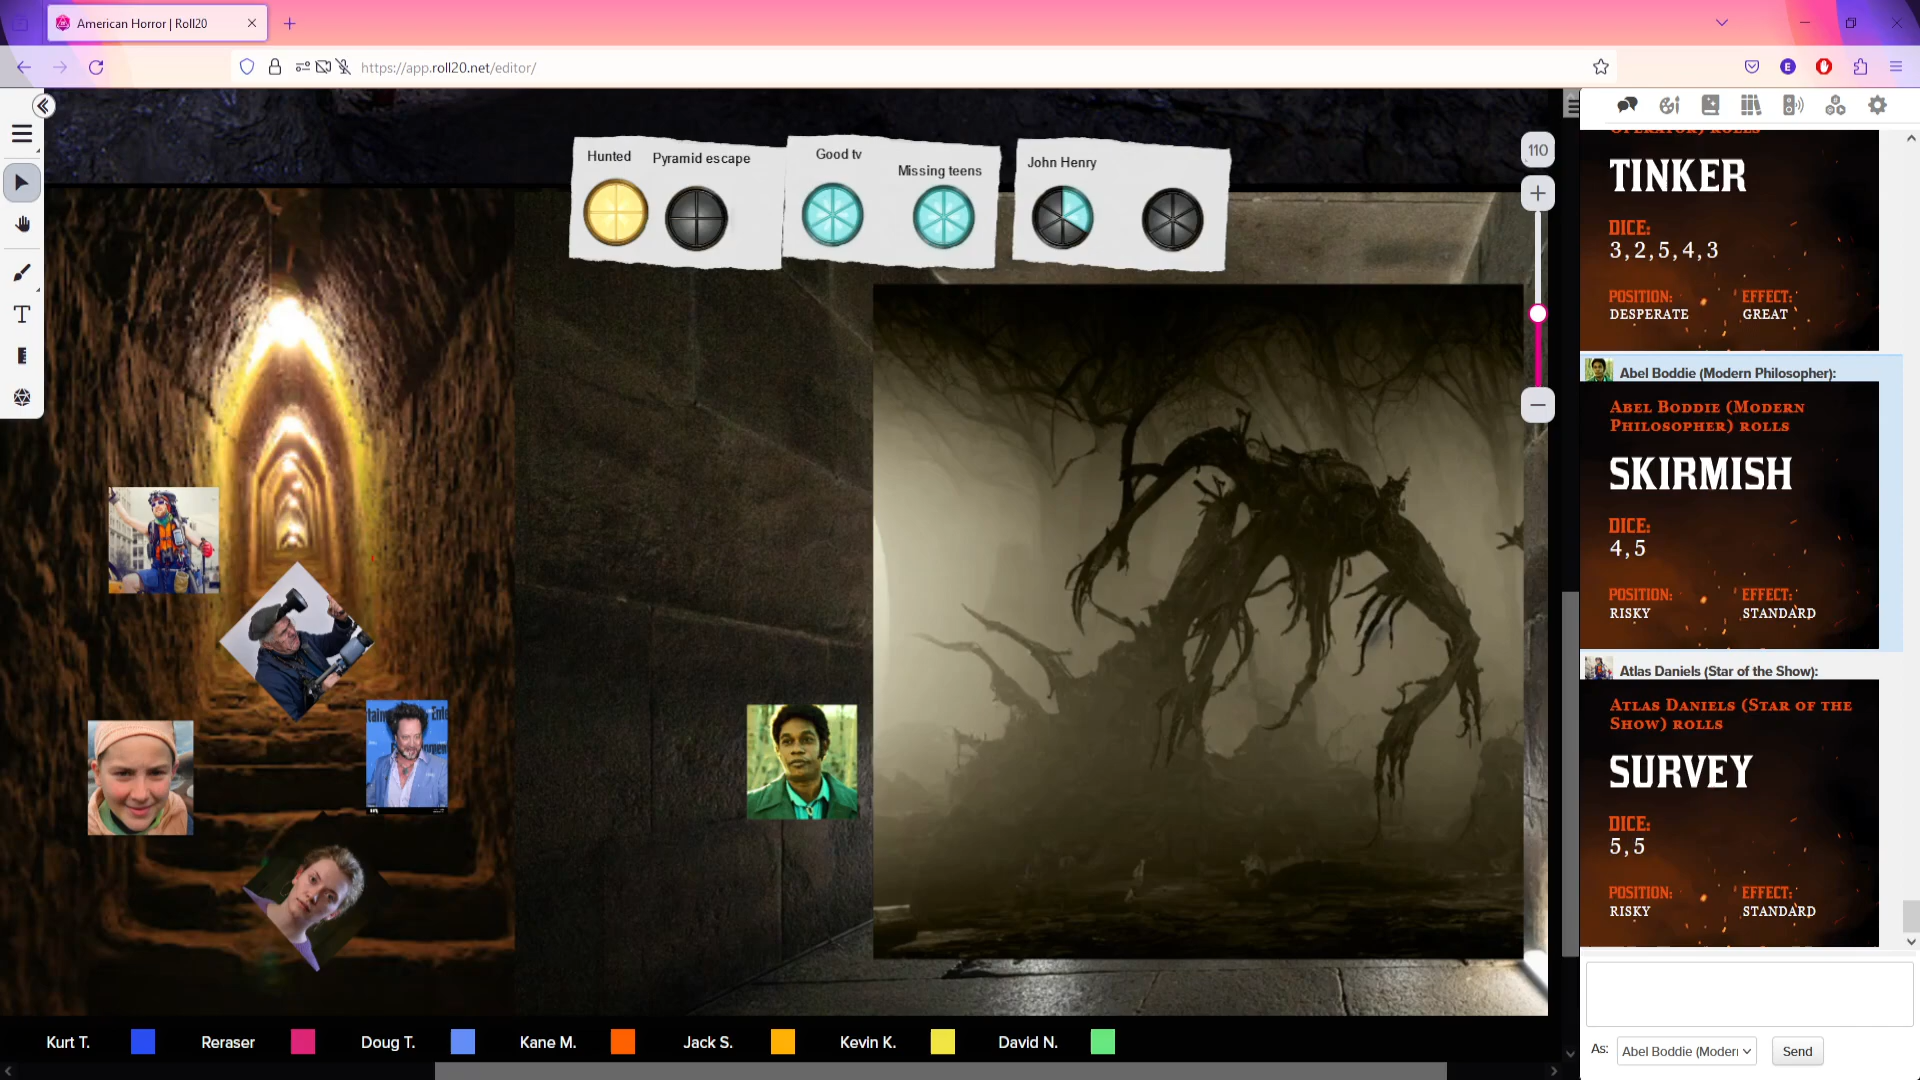 American Horror | Roll20
https://app.roll20.net/editor/
E
Hunted
Pyramid escape
Good tv
Missing teens
John Henry
110
TINKER
DICE:
3, 2, 5, 4, 3
POSITION: EFFECT:
DESPERATE GREAT
Abel Boddie (Modern Philosopher):
Abel Boddie (Modern
Philosopher) rolls
SKIRMISH
DICE:
4, 5
POSITION: EFFECT:
RISKY STANDARD
Atlas Daniels (Star of the Show):
Atlas Daniels (Star of the
Show) rolls
SURVEY
DICE:
5, 5
POSITION: EFFECT:
RISKY STANDARD
Kurt T. Reraser Doug T. Kane M. Jack S. Kevin K. David N.
As: Abel Boddie (Moder Send